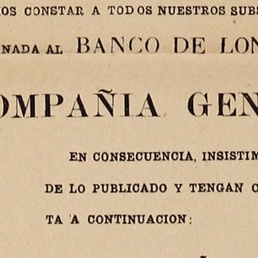 OS CONSTAR A TODOS NUESTROS SUBS
NADA AL BANCO DE LON
OMPAÑIA GEN
EN CONSECUENCIA, INSISTIM
DE LO PUBLICADO Y TENGAN C
TA A CONTINUACION: